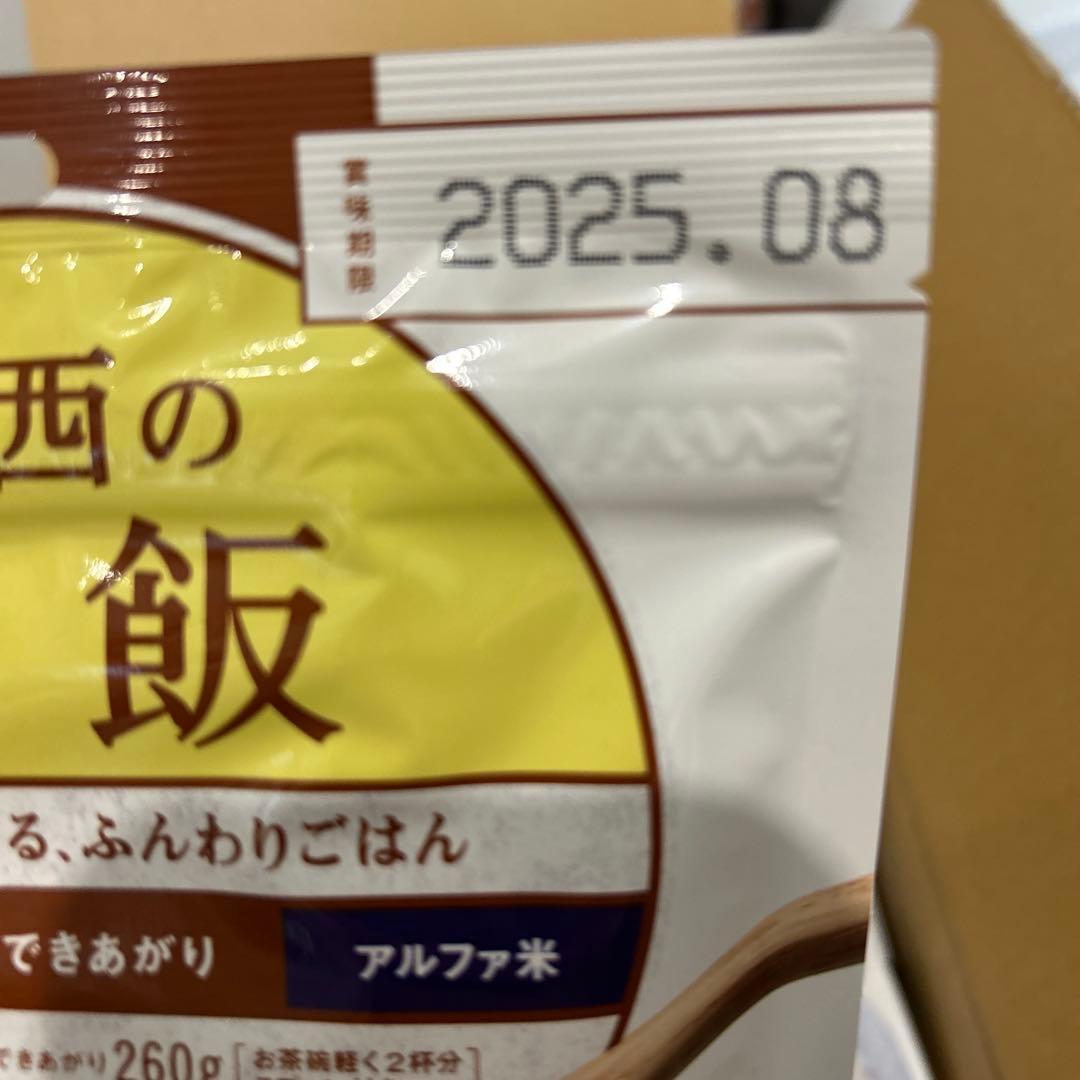 賞味期限
2025.08
西の
飯
る、ふんわりごはん
できあがり
アルファ米
できあがり260g[お茶碗軽く2杯分]